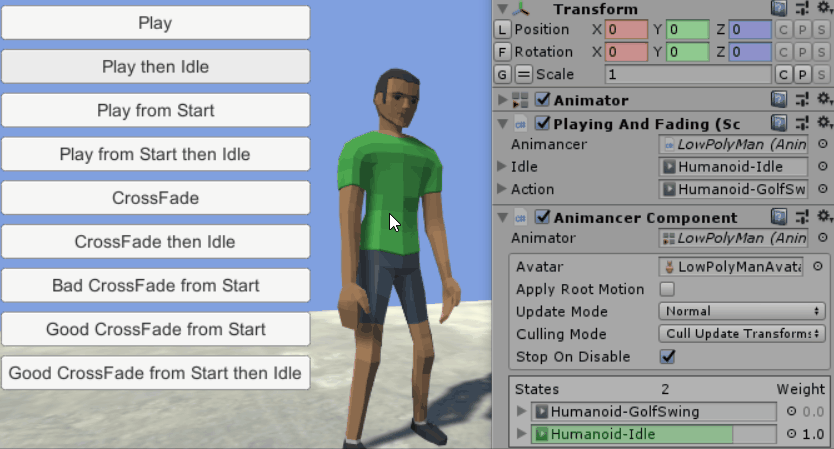 Play
Play then Idle
Play from Start
Play from Start then Idle
CrossFade
CrossFade then Idle
Bad CrossFade from Start
Good CrossFade from Start
Good CrossFade from Start then Idle
Transform
L Position X 0 Y 0 Z 0 C P S
F Rotation X 0 Y 0 Z 0 C P S
G = Scale 1 C P S
Animator
Playing And Fading (Sc
Animancer LowPolyMan (Anin
Idle Humanoid-Idle
Action Humanoid-GolfSw
Animancer Component
Animator LowPolyMan (Anin
Avatar LowPolyManAvata
Apply Root Motion
Update Mode Normal
Culling Mode Cull Update Transforms
Stop On Disable
States 2 Weight
Humanoid-GolfSwing 0.0
Humanoid-Idle 1.0